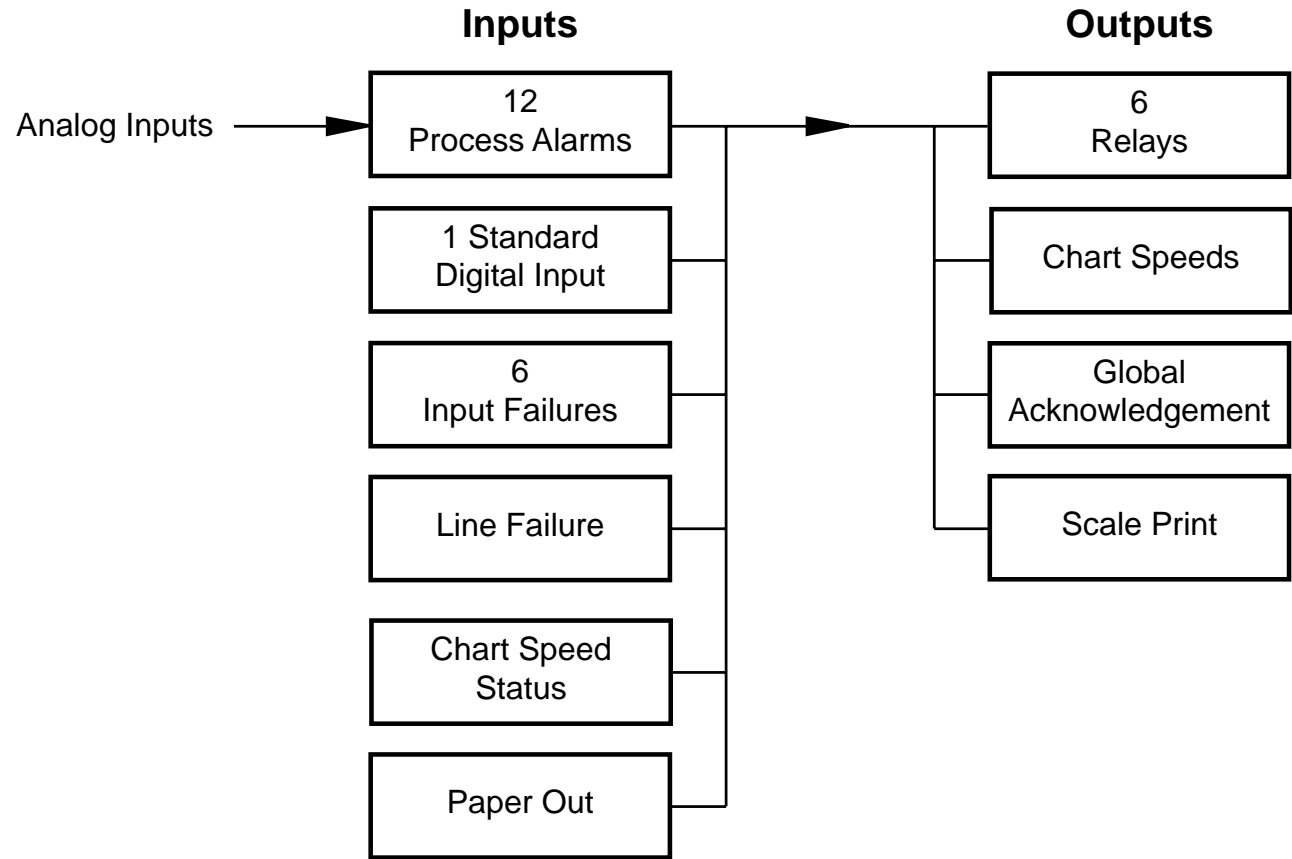 Inputs
Outputs
Analog Inputs
12
Process Alarms
6
Relays
1 Standard
Digital Input
Chart Speeds
6
Input Failures
Global
Acknowledgement
Line Failure
Scale Print
Chart Speed
Status
Paper Out